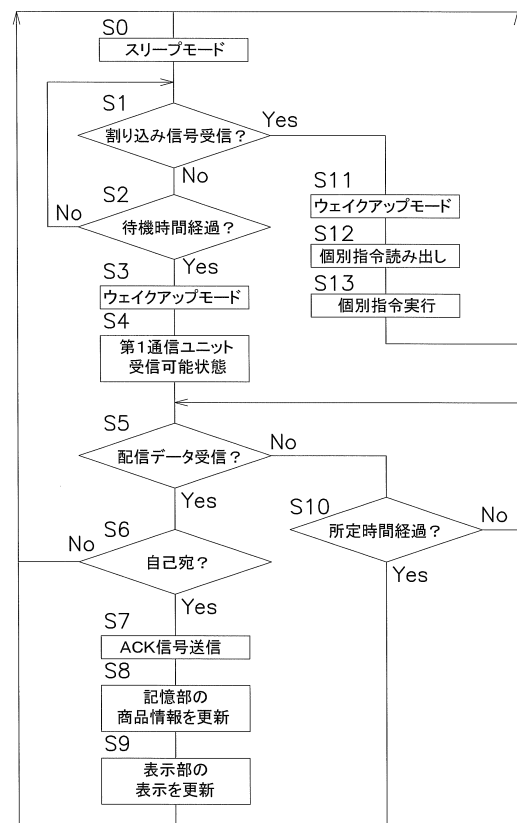 S0
スリープモード
S1
割り込み信号受信?
Yes
No
S2
待機時間経過?
No
Yes
S11
ウェイクアップモード
S12
個別指令読み出し
S13
個別指令実行
S3
ウェイクアップモード
S4
第1通信ユニット
受信可能状態
S5
配信データ受信?
No
Yes
S10
所定時間経過?
No
Yes
S6
自己宛?
No
Yes
S7
ACK信号送信
S8
記憶部の
商品情報を更新
S9
表示部の
表示を更新